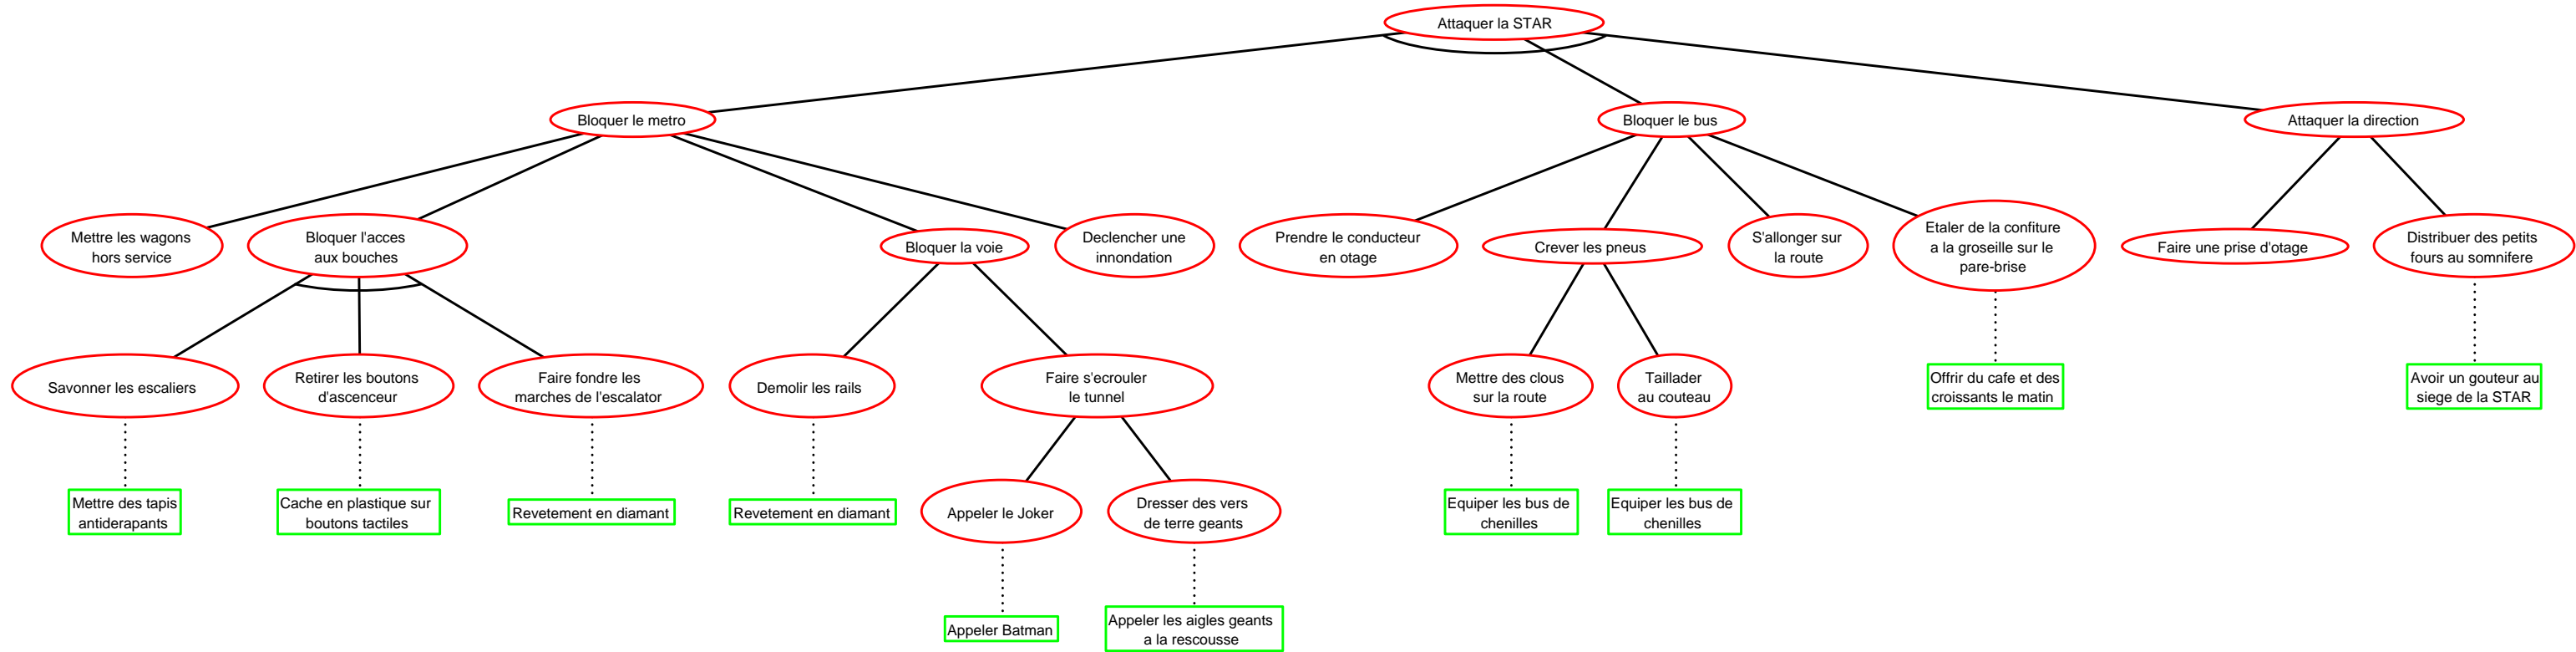 Attaquer la STAR
Bloquer le metro
Bloquer le bus
Attaquer la direction
Mettre les wagons
hors service
Bloquer l'acces
aux bouches
Bloquer la voie
Declencher une
innondation
Prendre le conducteur
en otage
Crever les pneus
S'allonger sur
la route
Etaler de la confiture
a la groseille sur le
pare-brise
Faire une prise d'otage
Distribuer des petits
fours au somnifere
Savonner les escaliers
Retirer les boutons
d'ascenceur
Faire fondre les
marches de l'escalator
Demolir les rails
Faire s'ecrouler
le tunnel
Mettre des clous
sur la route
Taillader
au couteau
Offrir du cafe et des
croissants le matin
Avoir un gouteur au
siege de la STAR
Mettre des tapis
antiderapants
Cache en plastique sur
boutons tactiles
Revetement en diamant
Revetement en diamant
Appeler le Joker
Dresser des vers
de terre geants
Equiper les bus de
chenilles
Equiper les bus de
chenilles
Appeler Batman
Appeler les aigles geants
a la rescousse